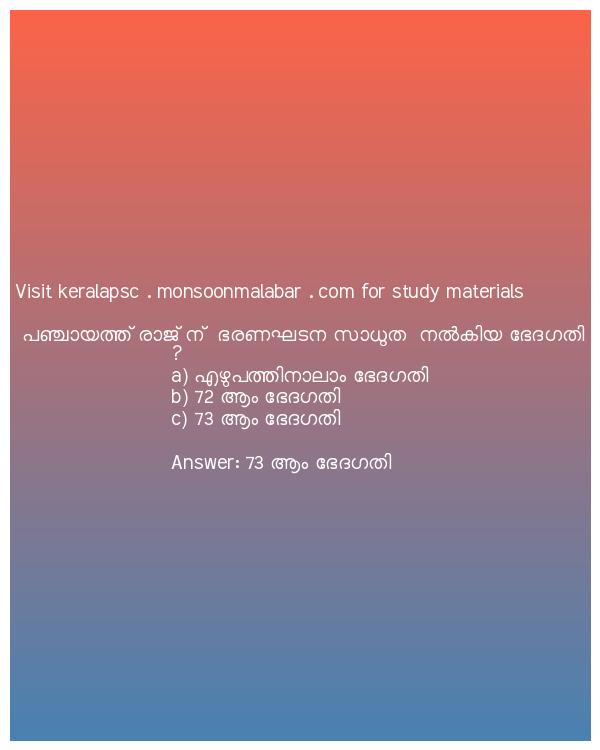 Visit keralapsc . monsoonmalabar . com for study materials
പഞ്ചായത്ത് രാജ് ന്  ഭരണഘടന സാധുത  നൽകിയ ഭേദഗതി
?
a) എഴുപത്തിനാലാം ഭേദഗതി
b) 72 ആം ഭേദഗതി
c) 73 ആം ഭേദഗതി
Answer: 73 ആം ഭേദഗതി